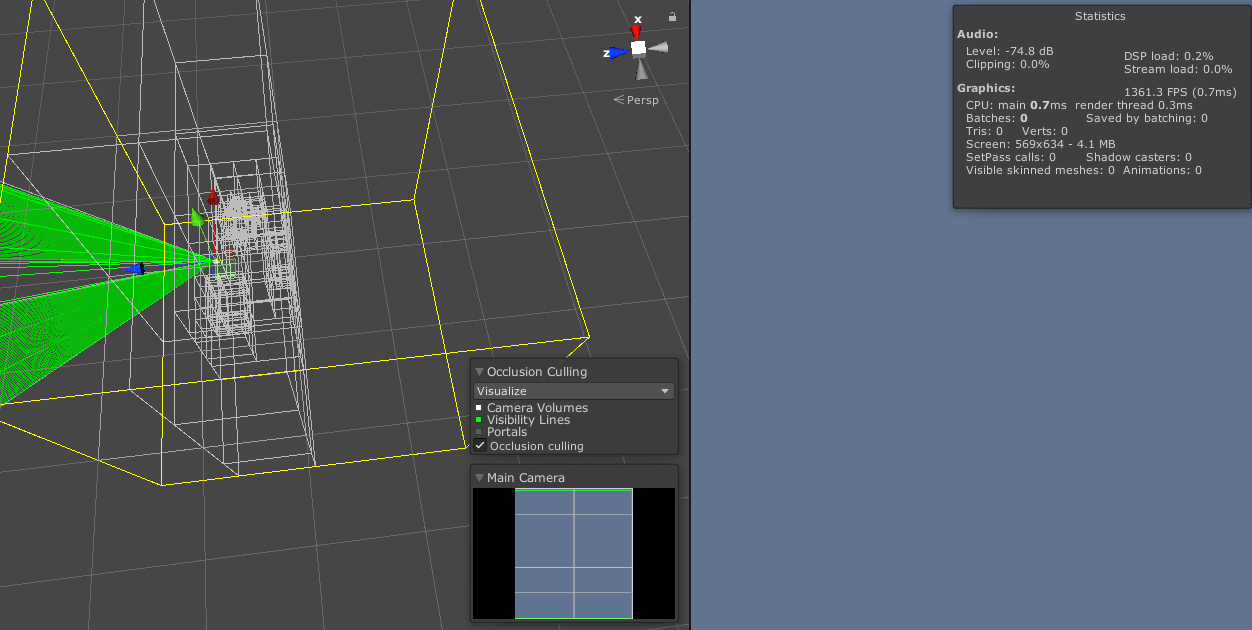 x
z
Persp
Occlusion Culling
Visualize
Camera Volumes
Visibility Lines
Portals
Occlusion culling
Main Camera
Statistics
Audio:
Level: -74.8 dB DSP load: 0.2%
Clipping: 0.0% Stream load: 0.0%
Graphics: 1361.3 FPS (0.7ms)
CPU: main 0.7ms render thread 0.3ms
Batches: 0 Saved by batching: 0
Tris: 0 Verts: 0
Screen: 569x634 - 4.1 MB
SetPass calls: 0 Shadow casters: 0
Visible skinned meshes: 0 Animations: 0